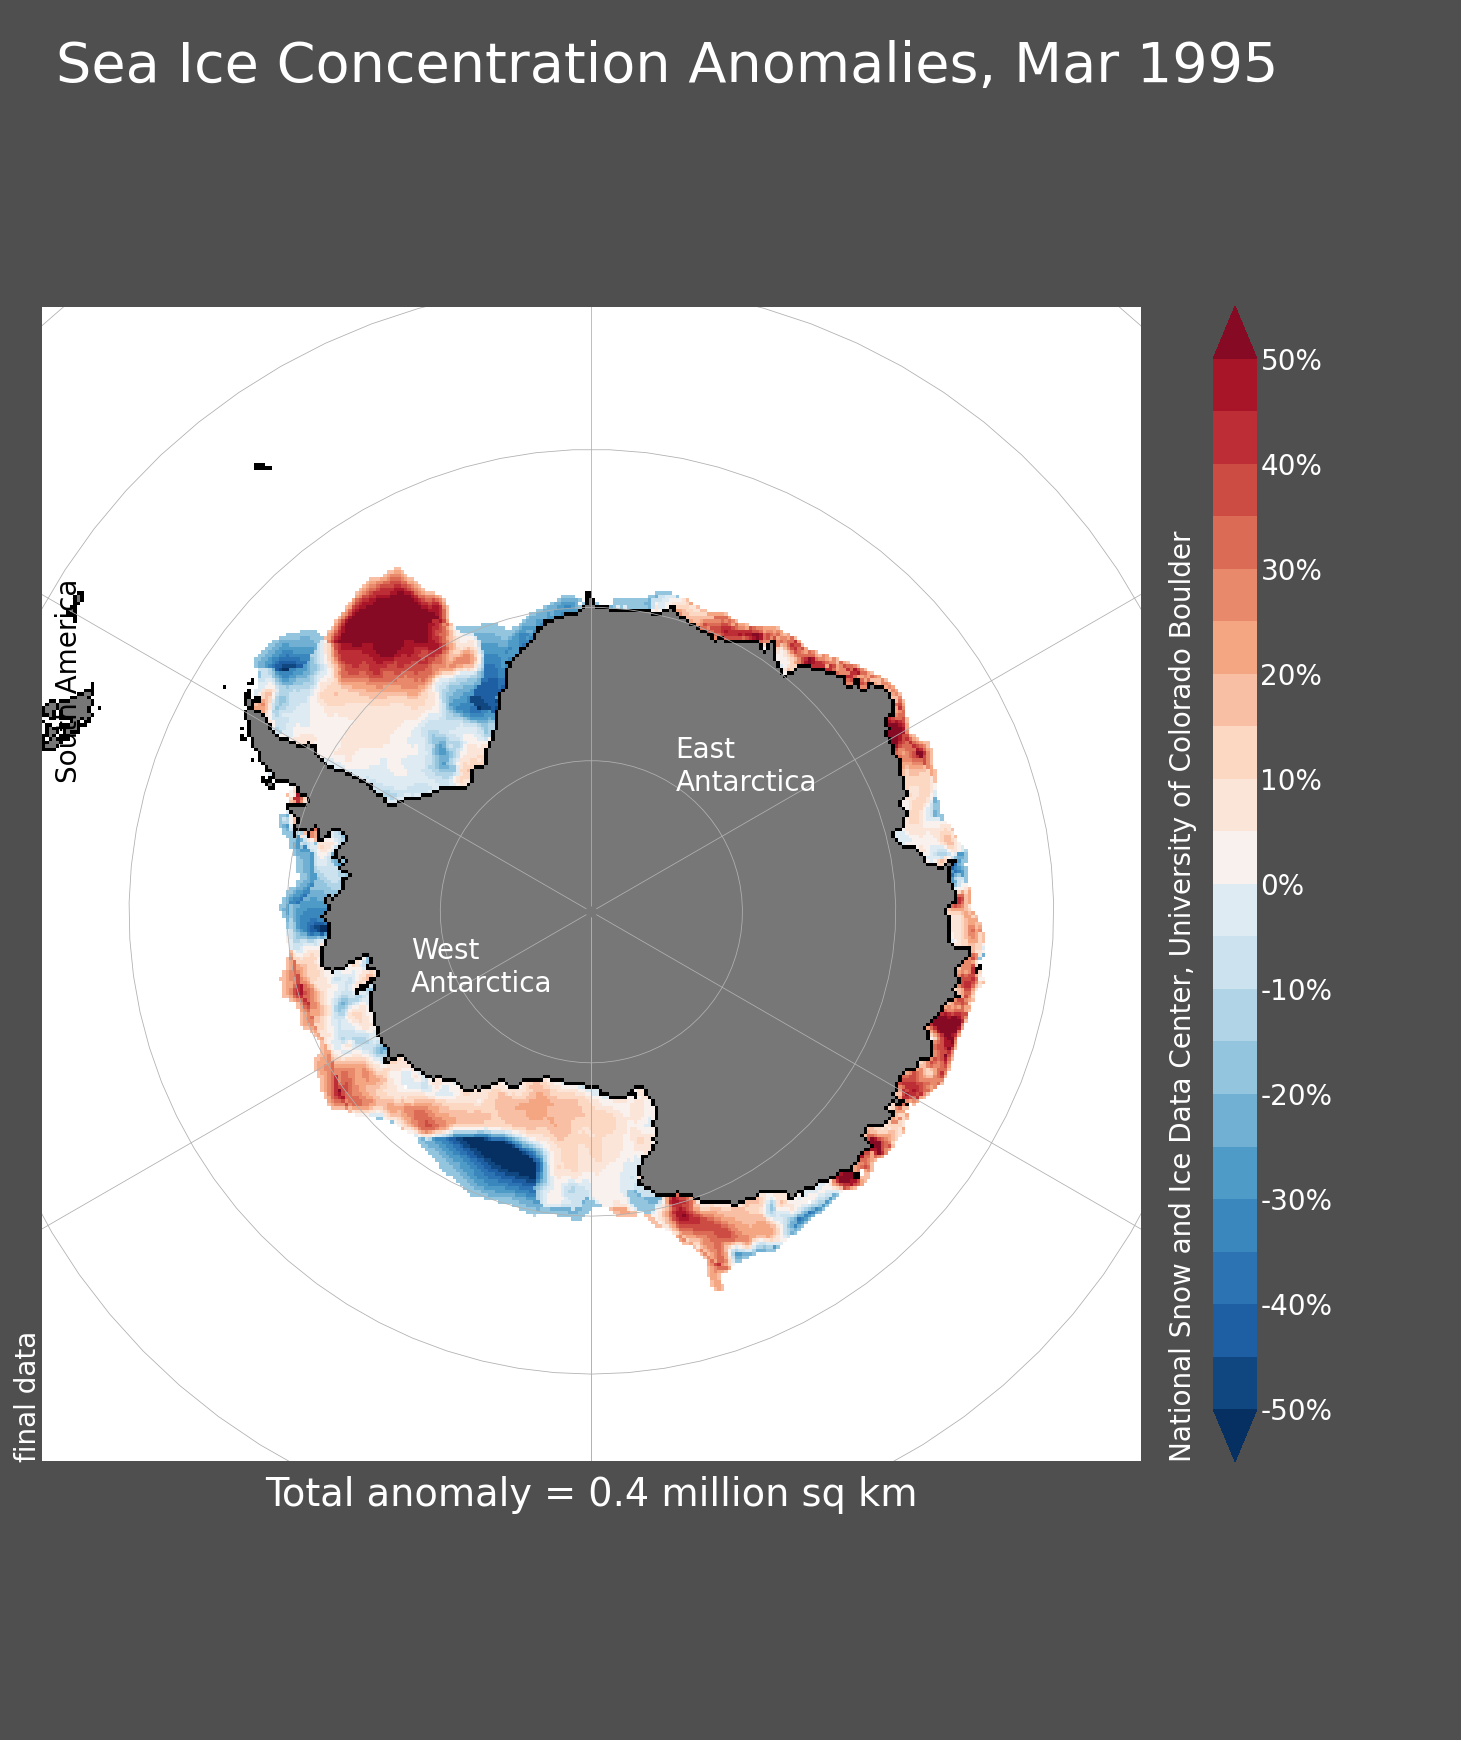 Sea Ice Concentration Anomalies, Mar 1995
South America
East
Antarctica
West
Antarctica
final data
National Snow and Ice Data Center, University of Colorado Boulder
50%
40%
30%
20%
10%
0%
-10%
-20%
-30%
-40%
-50%
Total anomaly = 0.4 million sq km